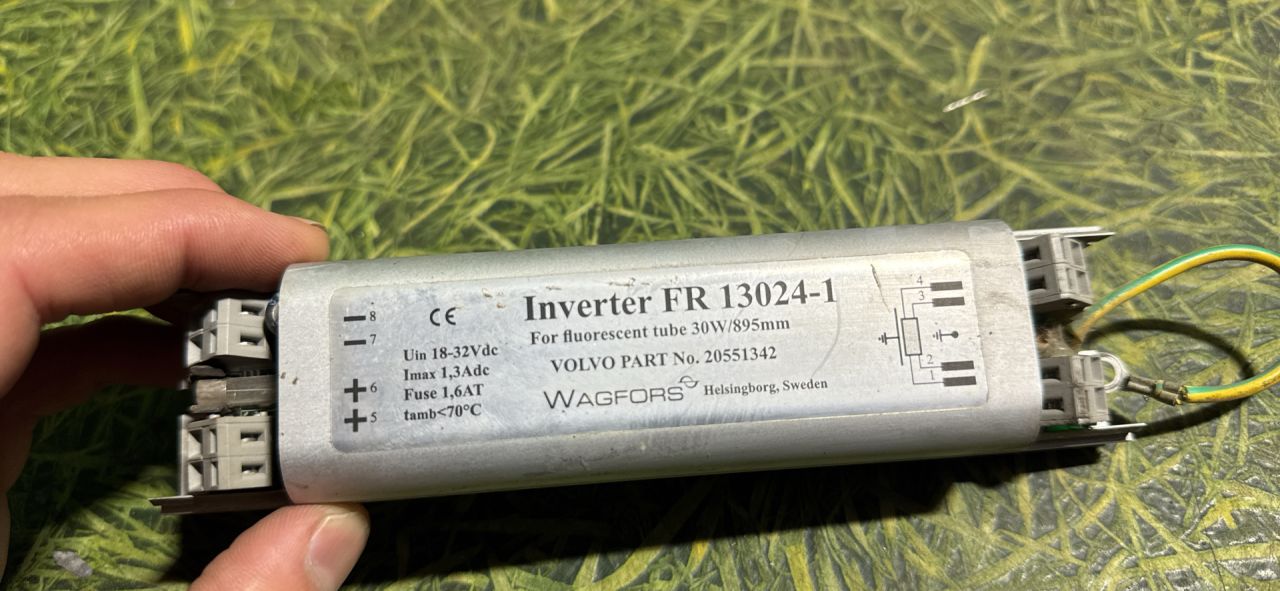 8
7
6
5
CE
Uin 18-32Vdc
Imax 1,3Adc
Fuse 1,6AT
tamb<70°C
Inverter FR 13024-1
For fluorescent tube 30W/895mm
VOLVO PART No. 20551342
WAGFORS Helsingborg, Sweden
4
3
2
1